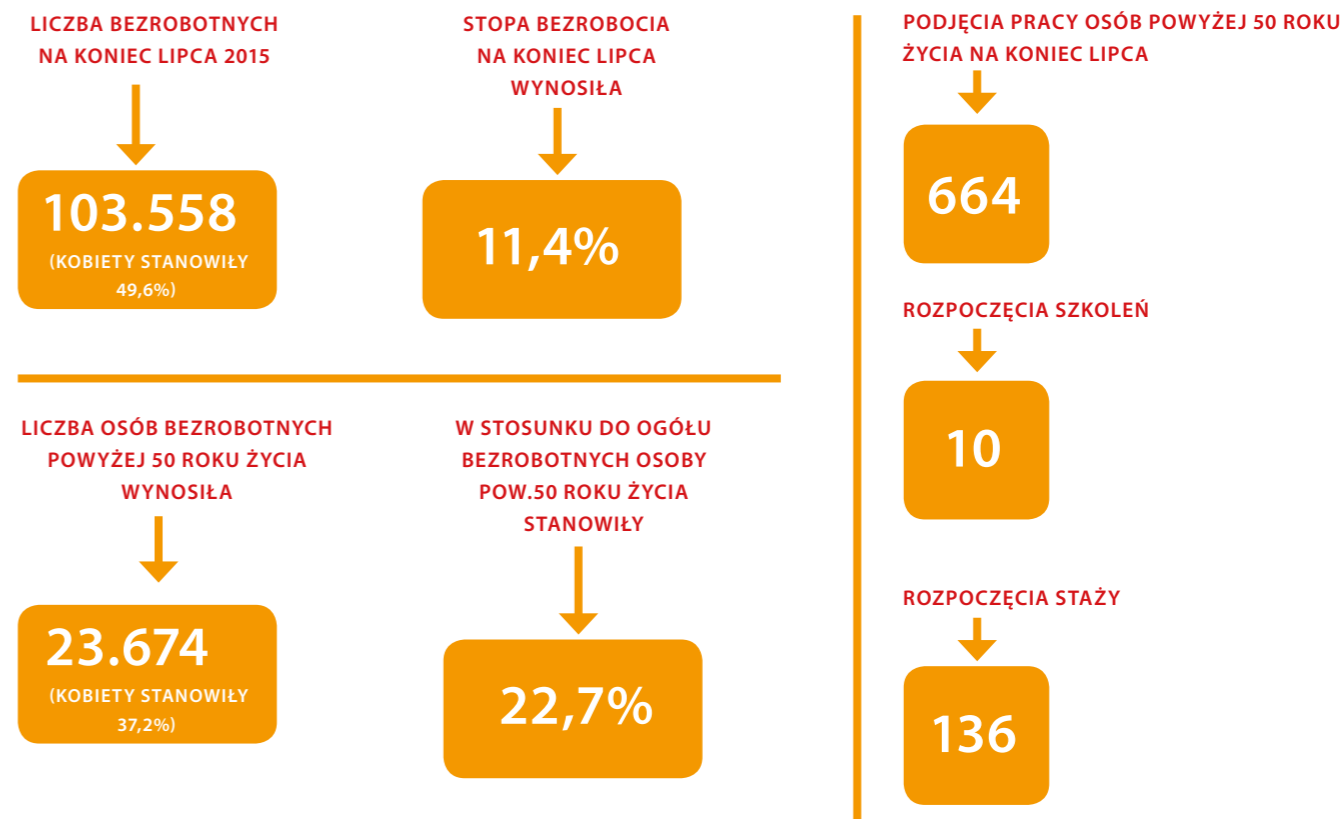 LICZBA BEZROBOTNYCH
NA KONIEC LIPCA 2015
103.558
(KOBIETY STANOWIŁY
49,6%)
STOPA BEZROBOCIA
NA KONIEC LIPCA
WYNOSIŁA
11,4%
LICZBA OSÓB BEZROBOTNYCH
POWYŻEJ 50 ROKU ŻYCIA
WYNOSIŁA
23.674
(KOBIETY STANOWIŁY
37,2%)
W STOSUNKU DO OGÓŁU
BEZROBOTNYCH OSOBY
POW.50 ROKU ŻYCIA
STANOWIŁY
22,7%
PODJĘCIA PRACY OSÓB POWYŻEJ 50 ROKU
ŻYCIA NA KONIEC LIPCA
664
ROZPOCZĘCIA SZKOLEŃ
10
ROZPOCZĘCIA STAŻY
136